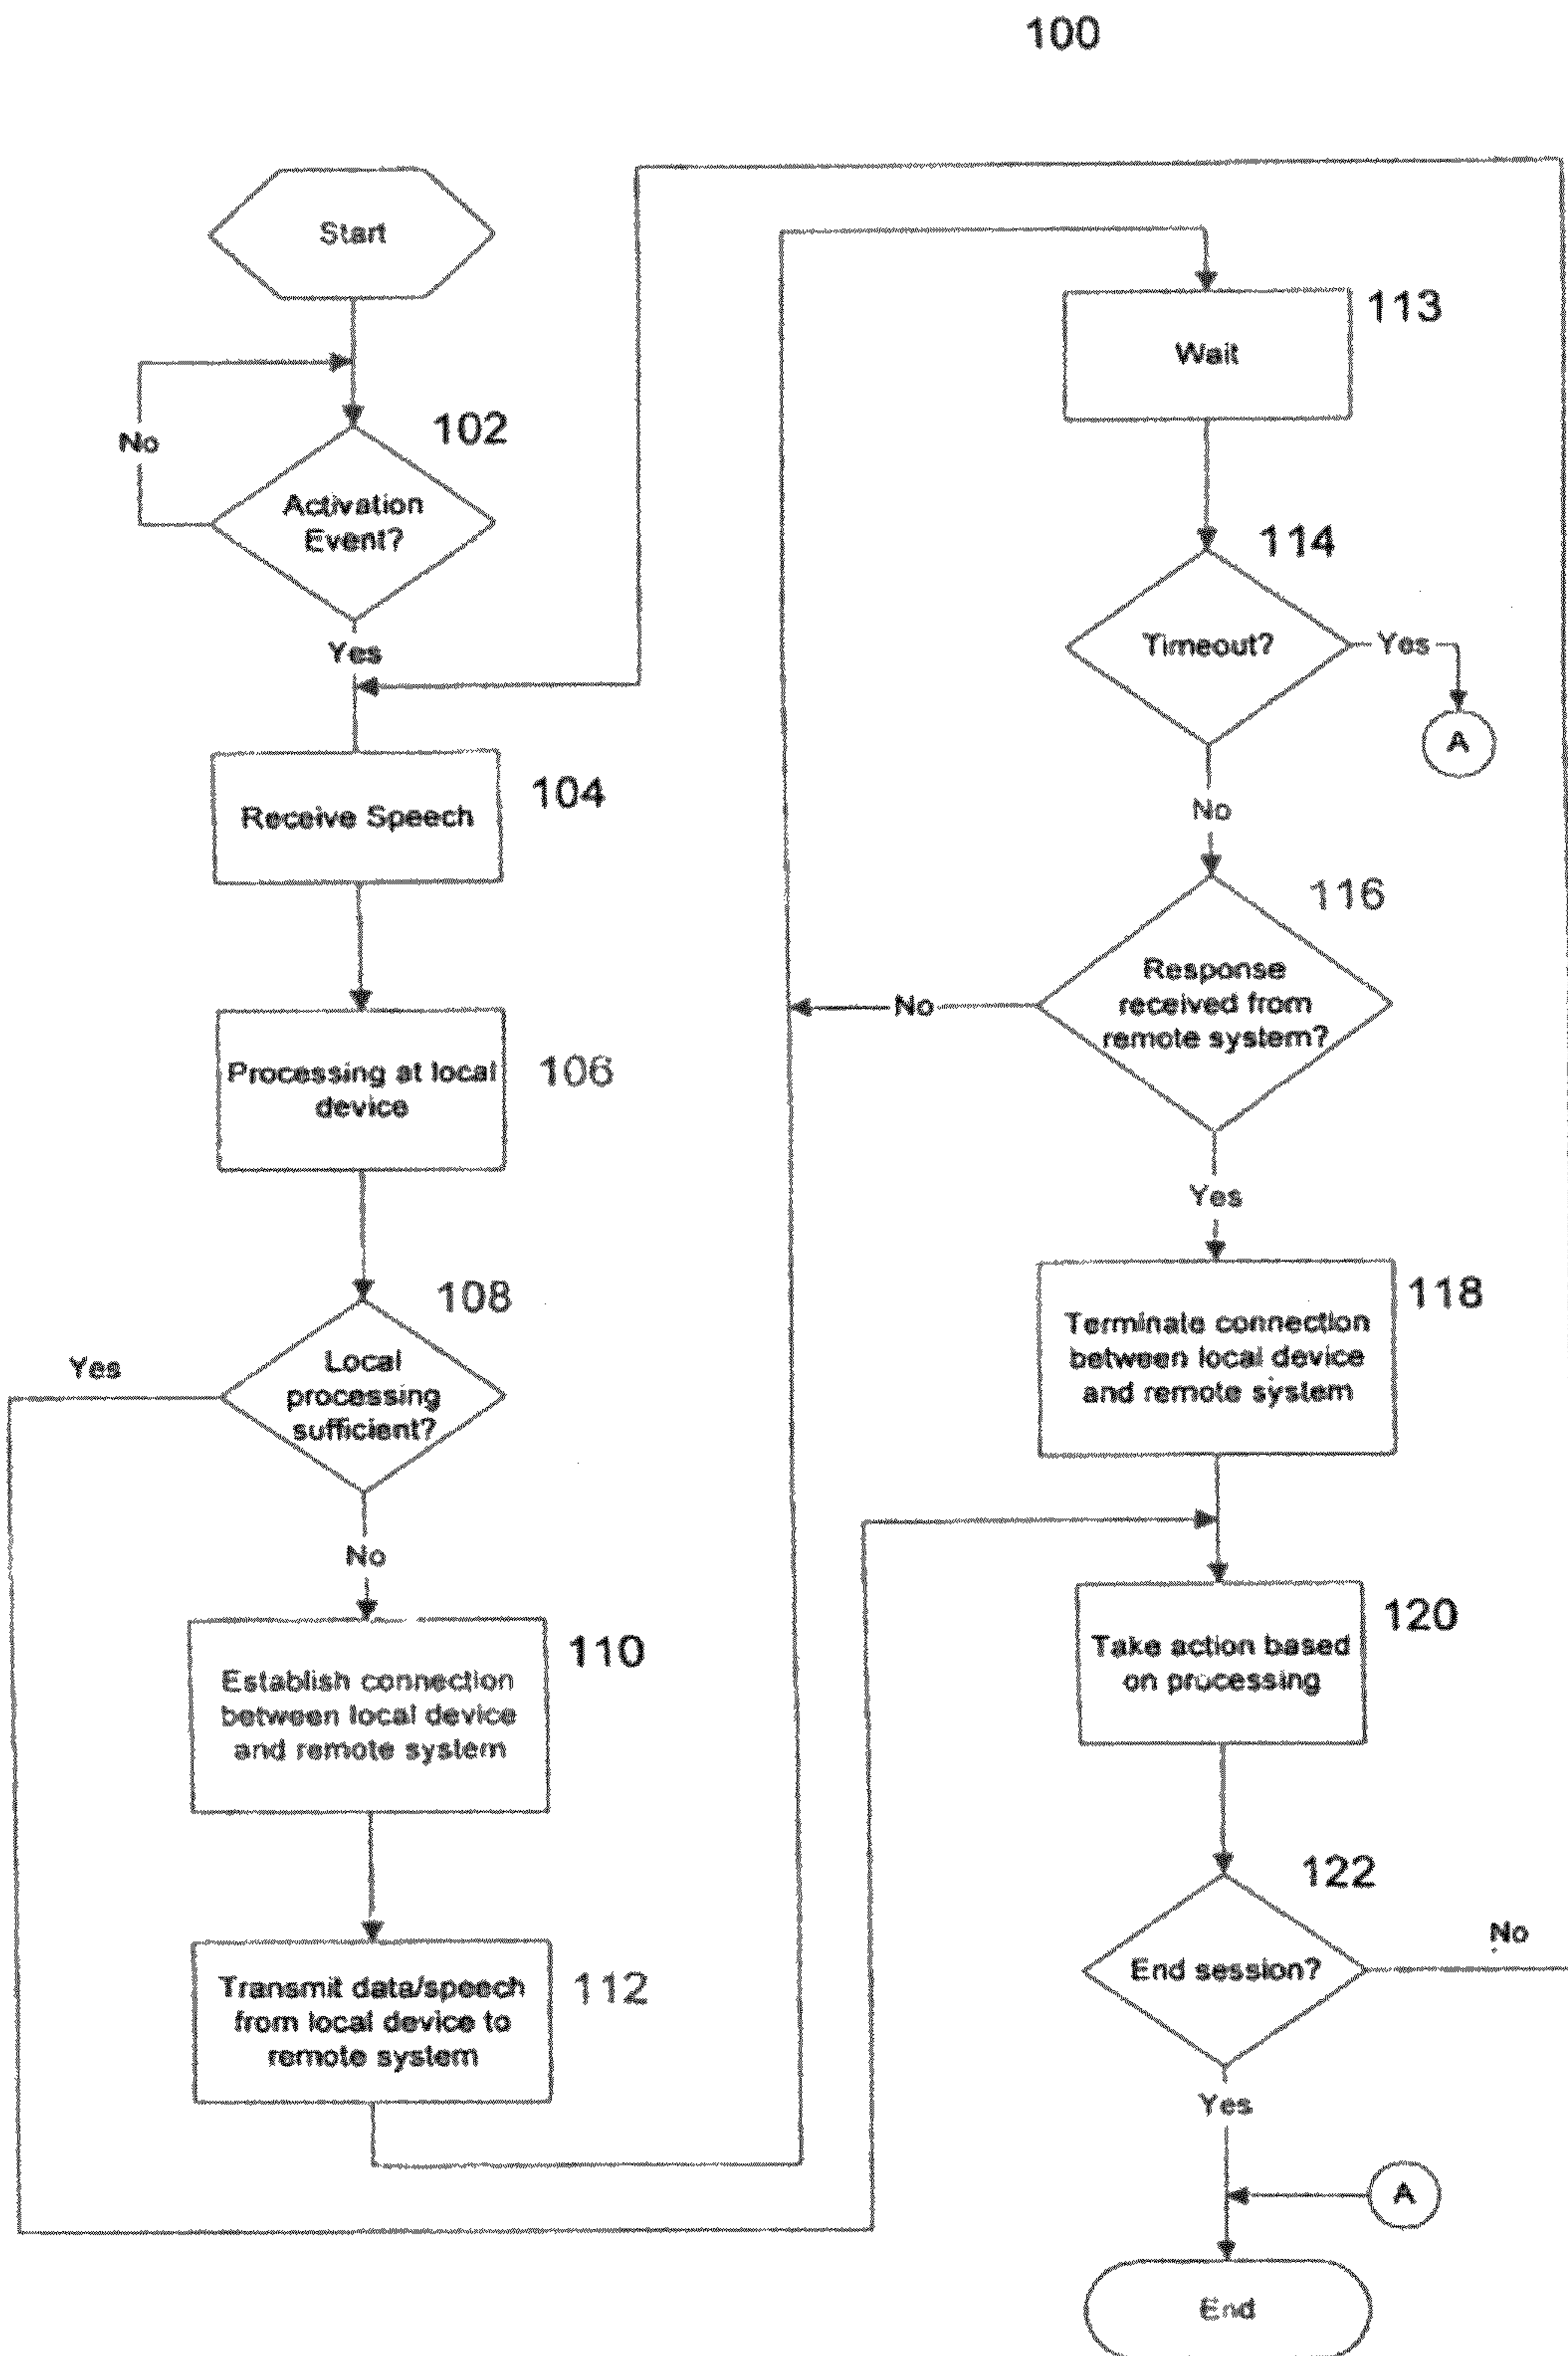 100
Start
No
102
Activation
Event?
Yes
Receive Speech
104
Processing at local
device
106
108
Yes
Local
processing
sufficient?
No
Establish connection
between local device
and remote system
110
Transmit data/speech
from local device to
remote system
112
Wait
113
114
Timeout?
Yes
A
No
116
Response
received from
remote system?
No
Yes
Terminate connection
between local device
and remote system
118
Take action based
on processing
120
122
End session?
No
Yes
A
End